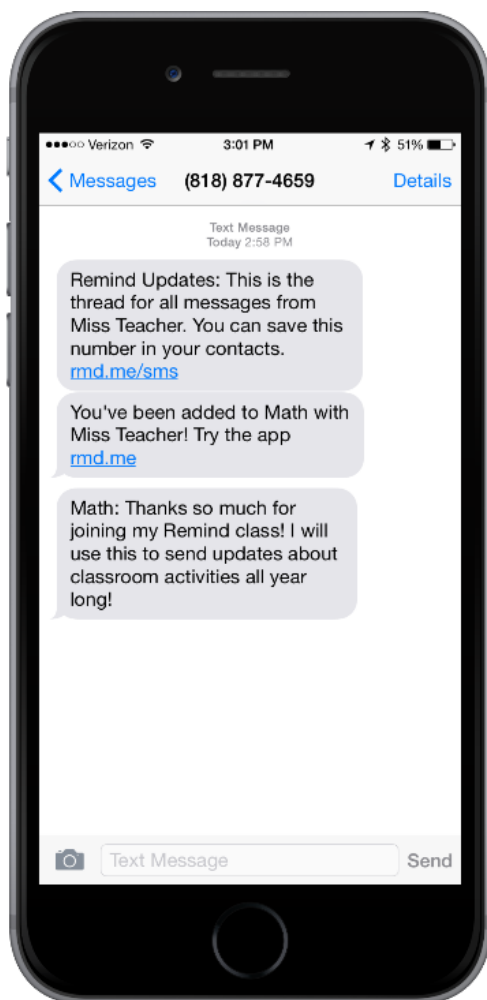 ●●●○○ Verizon 3:01 PM 51%
Messages (818) 877-4659 Details
Text Message
Today 2:58 PM
Remind Updates: This is the
thread for all messages from
Miss Teacher. You can save this
number in your contacts.
rmd.me/sms
You've been added to Math with
Miss Teacher! Try the app
rmd.me
Math: Thanks so much for
joining my Remind class! I will
use this to send updates about
classroom activities all year
long!
Text Message Send